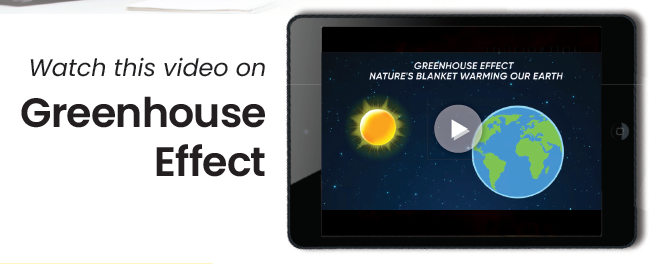 Watch this video on
Greenhouse
Effect
GREENHOUSE EFFECT
NATURE'S BLANKET WARMING OUR EARTH